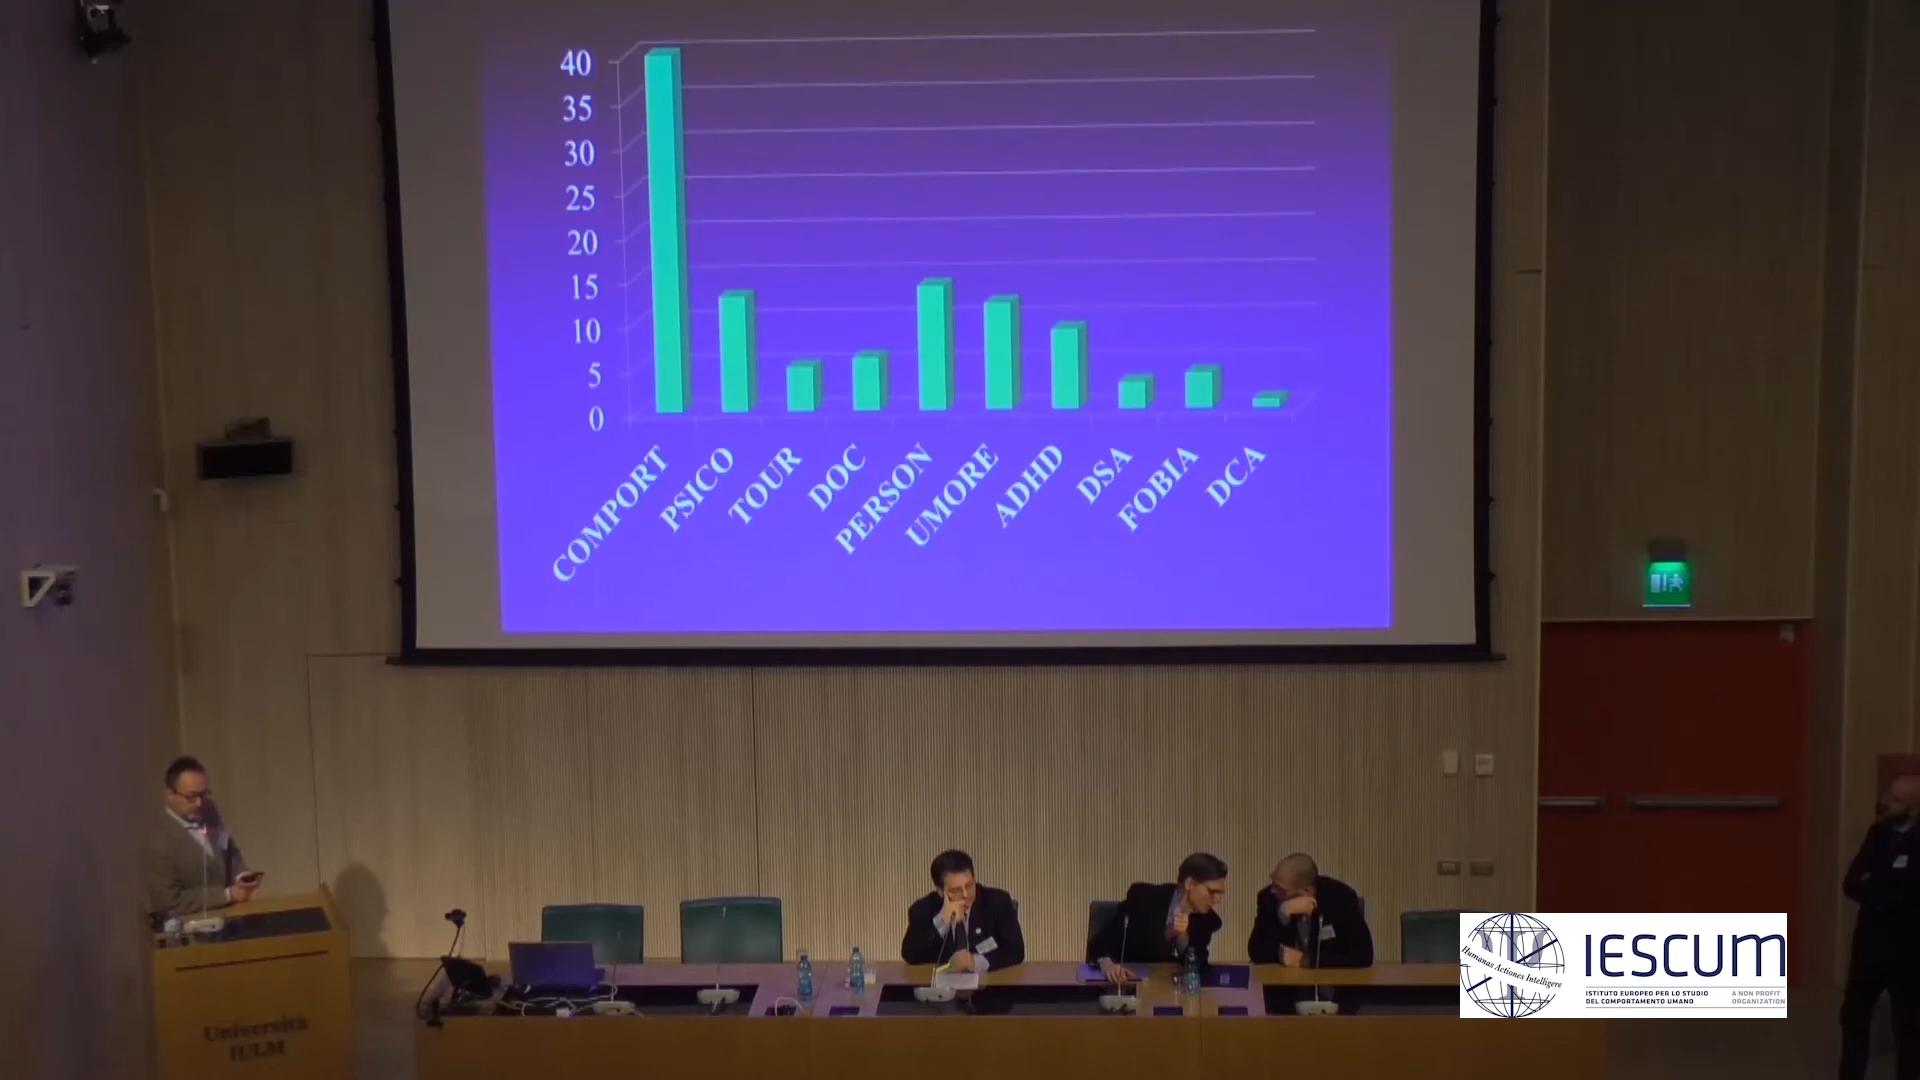 40
35
30
25
20
15
10
5
0
COMPORT
PSICO
TOUR
DOC
PERSON
UMORE
ADHD
DSA
FOBIA
DCA
Università
IULM
Humanas Actiones Intelligere
IESCUM
ISTITUTO EUROPEO PER LO STUDIO
DEL COMPORTAMENTO UMANO
A NON PROFIT
ORGANIZATION